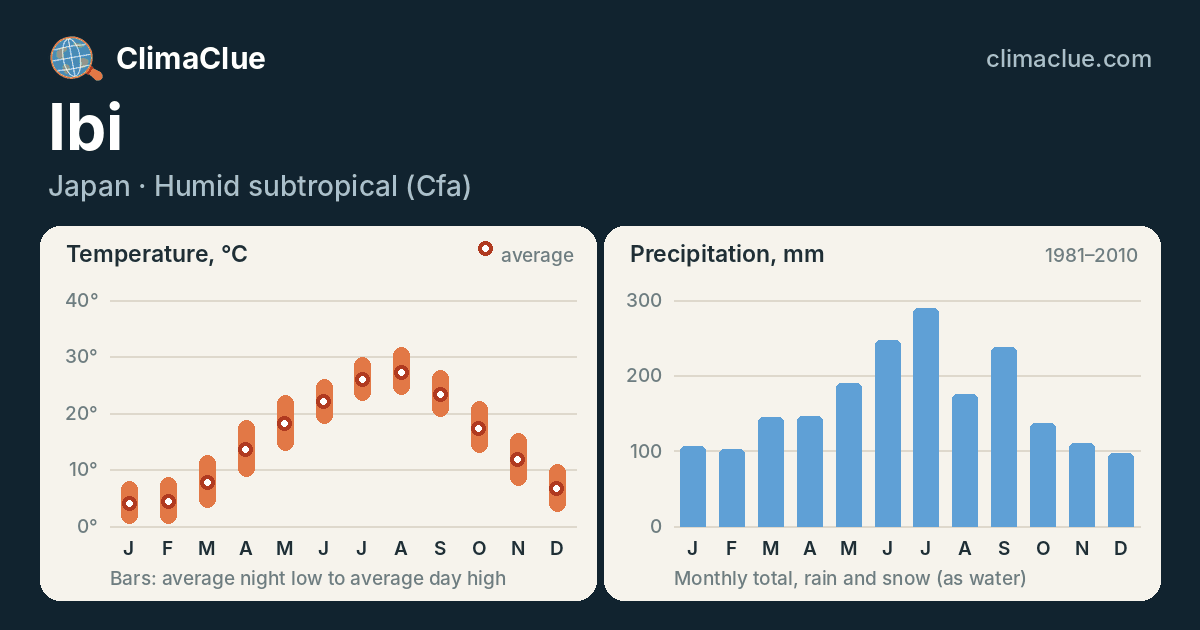 ClimaClue
climaclue.com
Ibi
Japan · Humid subtropical (Cfa)
Temperature, °C
average
40°
30°
20°
10°
0°
J F M A M J J A S O N D
Bars: average night low to average day high
Precipitation, mm
1981–2010
300
200
100
0
J F M A M J J A S O N D
Monthly total, rain and snow (as water)